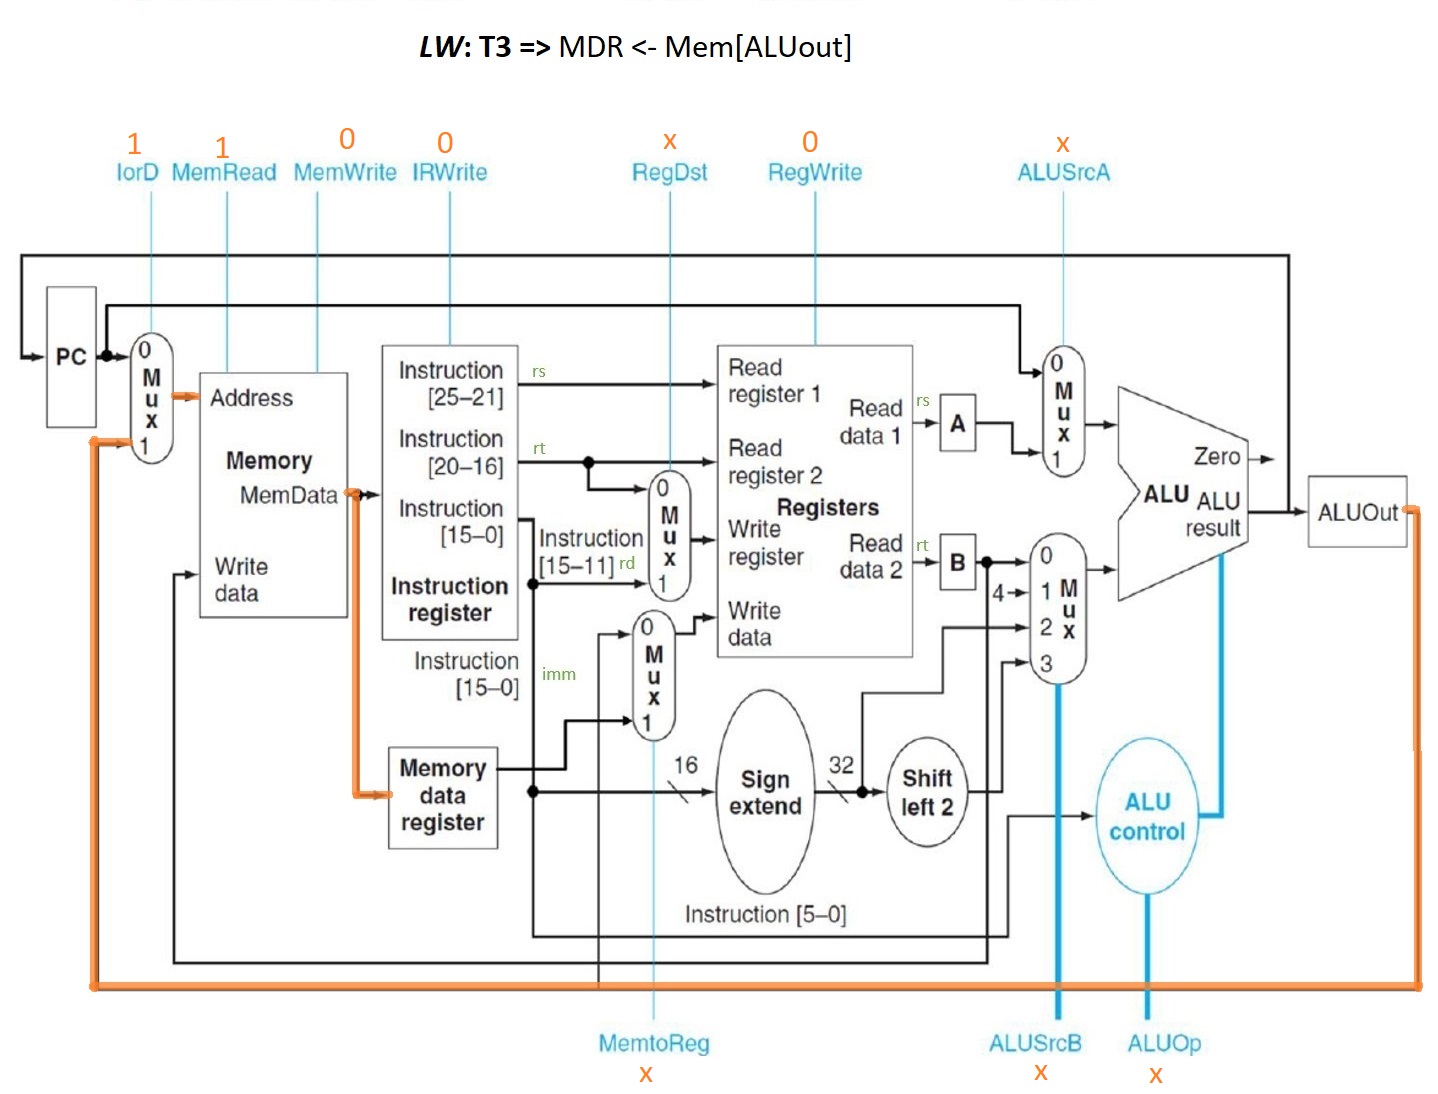 LW: T3 => MDR <- Mem[ALUout]
1
1
0
0
x
0
x
IorD
MemRead
MemWrite
IRWrite
RegDst
RegWrite
ALUSrcA
PC
0
M
u
x
1
Address
Memory
MemData
Write
data
Instruction
[25–21]
Instruction
[20–16]
Instruction
[15–0]
Instruction
register
rs
rt
Instruction
[15–11] rd
0
M
u
x
1
Instruction
[15–0]
imm
0
M
u
x
1
Memory
data
register
Read
register 1
Read
register 2
Registers
Write
register
Write
data
Read
data 1
Read
data 2
rs
A
rt
B
0
M
u
x
1
4
0
1 M
u
2 x
3
Zero
ALU
ALU
result
ALUOut
16
Sign
extend
32
Shift
left 2
ALU
control
Instruction [5–0]
MemtoReg
x
ALUSrcB
x
ALUOp
x